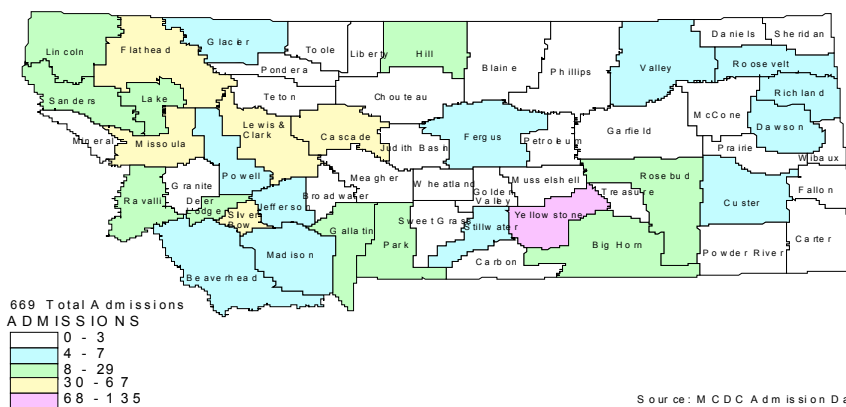 Daniels Sheridan
Lincoln Flathead Glacier Toole Liberty Hill Blaine Phillips Valley Roosevelt
Pondera
Sanders Lake Teton Chouteau Richland
McCone
Mineral Missoula Lewis & Clark Cascade Judith Basin Fergus Petroleum Garfield Dawson
Prairie Wibaux
Powell Meagher Wheatland Golden Valley Musselshell Treasure Rosebud Custer Fallon
Ravalli Granite Deer Lodge Silver Bow Jefferson Broadwater
Gallatin Park Sweet Grass Stillwater Yellowstone Big Horn
Beaverhead Madison Carbon Powder River Carter
669 Total Admissions
ADMISSIONS
0 - 3
4 - 7
8 - 29
30 - 67
68 - 135
Source: MCDC Admission Da